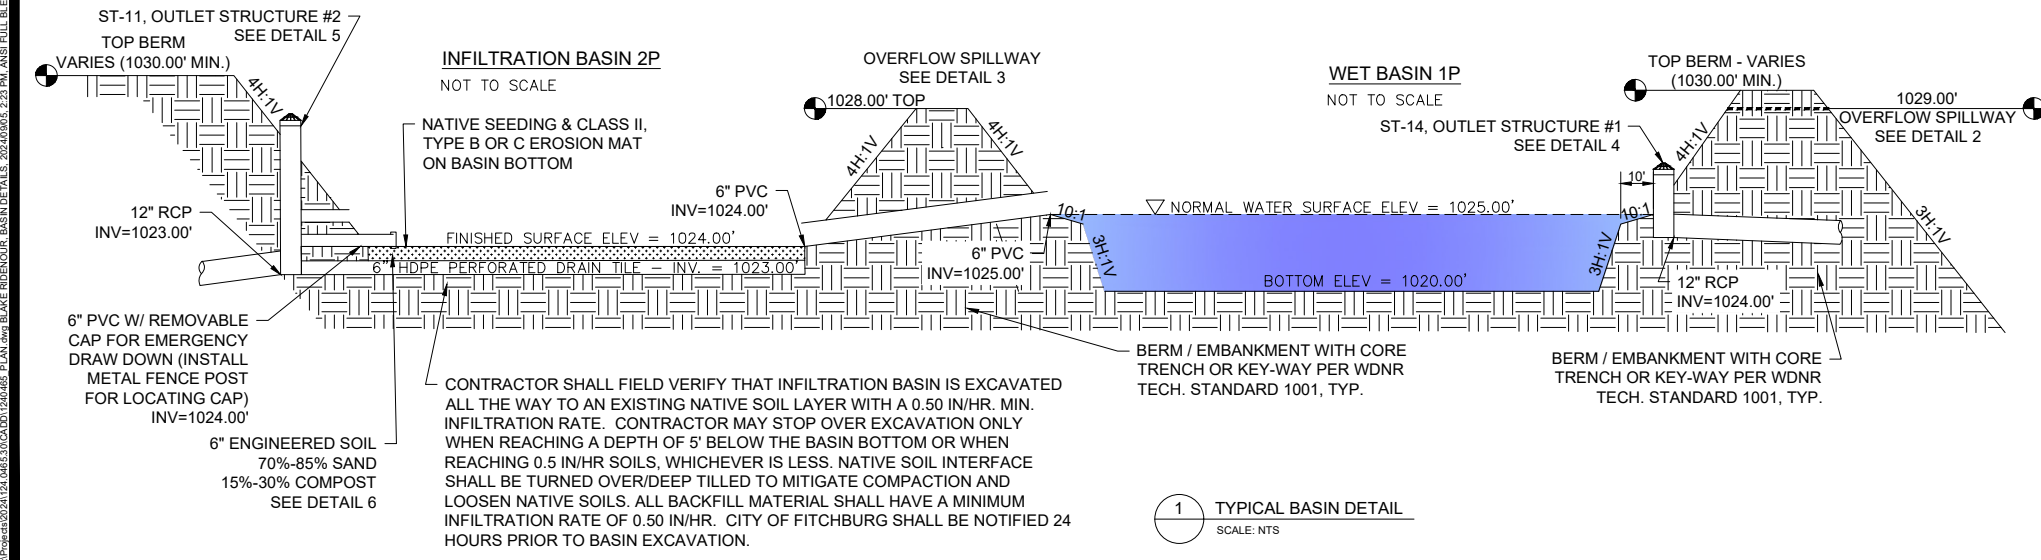 ST-11, OUTLET STRUCTURE #2
SEE DETAIL 5
TOP BERM
VARIES (1030.00' MIN.)
4H:1V
INFILTRATION BASIN 2P
NOT TO SCALE
NATIVE SEEDING & CLASS II,
TYPE B OR C EROSION MAT
ON BASIN BOTTOM
OVERFLOW SPILLWAY
SEE DETAIL 3
1028.00' TOP
4H:1V
4H:1V
WET BASIN 1P
NOT TO SCALE
ST-14, OUTLET STRUCTURE #1
SEE DETAIL 4
TOP BERM - VARIES
(1030.00' MIN.)
1029.00'
OVERFLOW SPILLWAY
SEE DETAIL 2
4H:1V
3H:1V
10'
10:1
10:1
12" RCP
INV=1023.00'
6" PVC
INV=1024.00'
NORMAL WATER SURFACE ELEV = 1025.00'
FINISHED SURFACE ELEV = 1024.00'
6" HDPE PERFORATED DRAIN TILE - INV. = 1023.00'
6" PVC
INV=1025.00'
3H:1V
3H:1V
BOTTOM ELEV = 1020.00'
12" RCP
INV=1024.00'
6" PVC W/ REMOVABLE
CAP FOR EMERGENCY
DRAW DOWN (INSTALL
METAL FENCE POST
FOR LOCATING CAP)
INV=1024.00'
6" ENGINEERED SOIL
70%-85% SAND
15%-30% COMPOST
SEE DETAIL 6
CONTRACTOR SHALL FIELD VERIFY THAT INFILTRATION BASIN IS EXCAVATED
ALL THE WAY TO AN EXISTING NATIVE SOIL LAYER WITH A 0.50 IN/HR. MIN.
INFILTRATION RATE. CONTRACTOR MAY STOP OVER EXCAVATION ONLY
WHEN REACHING A DEPTH OF 5' BELOW THE BASIN BOTTOM OR WHEN
REACHING 0.5 IN/HR SOILS, WHICHEVER IS LESS. NATIVE SOIL INTERFACE
SHALL BE TURNED OVER/DEEP TILLED TO MITIGATE COMPACTION AND
LOOSEN NATIVE SOILS. ALL BACKFILL MATERIAL SHALL HAVE A MINIMUM
INFILTRATION RATE OF 0.50 IN/HR. CITY OF FITCHBURG SHALL BE NOTIFIED 24
HOURS PRIOR TO BASIN EXCAVATION.
BERM / EMBANKMENT WITH CORE
TRENCH OR KEY-WAY PER WDNR
TECH. STANDARD 1001, TYP.
BERM / EMBANKMENT WITH CORE
TRENCH OR KEY-WAY PER WDNR
TECH. STANDARD 1001, TYP.
1
TYPICAL BASIN DETAIL
SCALE: NTS
BLAKE RIDENOUR, BASIN DETAILS, 2024/09/05, 2:23 PM, ANSI FULL